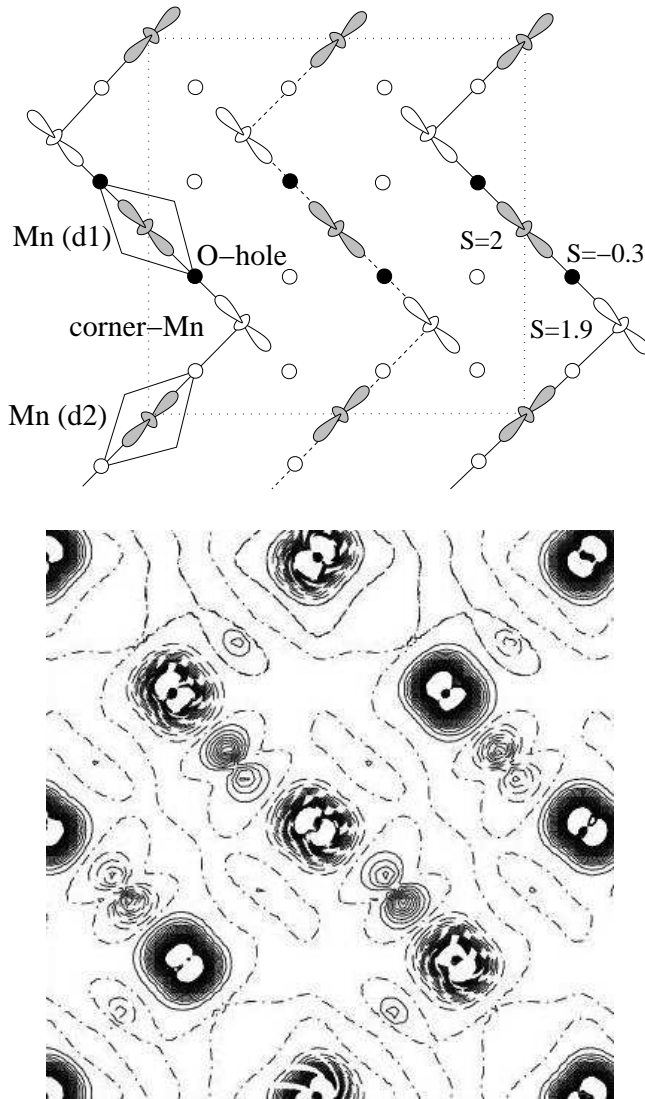 Mn (d1)
S=2
S=−0.3
O−hole
corner−Mn
S=1.9
Mn (d2)